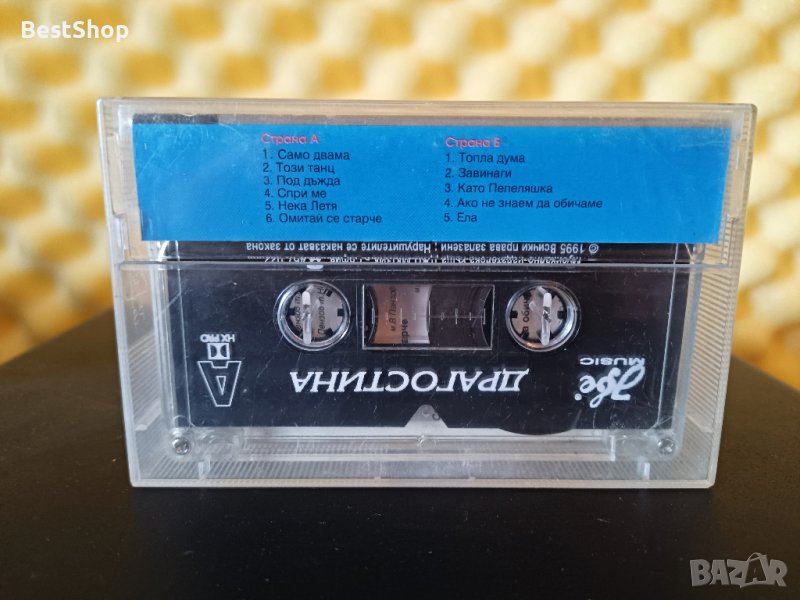 BestShop
Страна А
1. Само двама
2. Този танц
3. Под дъжда
4. Спри ме
5. Нека Летя
6. Омитай се старче
Страна Б
1. Топла дума
2. Завинаги
3. Като Пепеляшка
4. Ако не знаем да обичаме
5. Ела
© 1995 Всички права запазени ; Нарушителите се наказват от закона
HX PRO
A
ДРАГОСТИНА
MUSIC
BAZAR